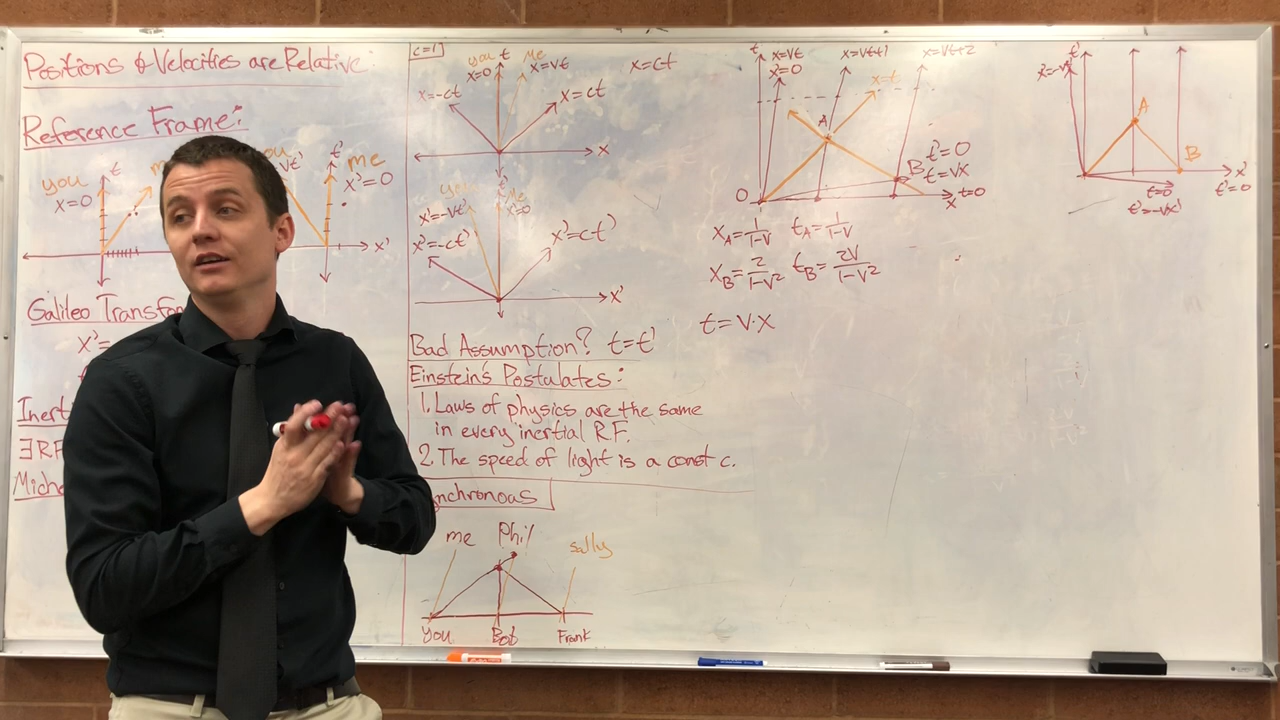 Positions & Velocities are Relative:
Reference Frame:
you
x=0
t
me
x'=0
t'
x'
Galileo Transfor
x'=
Inerti
∃RF
Miche
c=1
you
x=0
t
me
x=vt
x=ct
x=-ct
x=ct
x
t'
me
x'=0
x'=-vt'
x'=-ct'
x'=ct'
x'
Bad Assumption? t=t'
Einstein's Postulates:
1. Laws of physics are the same
in every inertial R.F.
2. The speed of light is a const c.
nchronous
me
Phil
sally
you
Bob
Frank
t
x=vt
x'=0
x=vt+1
x=vt+2
x=t
A
B
t'=0
t=vx
O
x
t=0
x_A=1/(1-v) t_A=1/(1-v)
x_B=2/(1-v²) t_B=2v/(1-v²)
t=v·x
t'
A
B
x'
t'=0
t=0
t'=-vx'